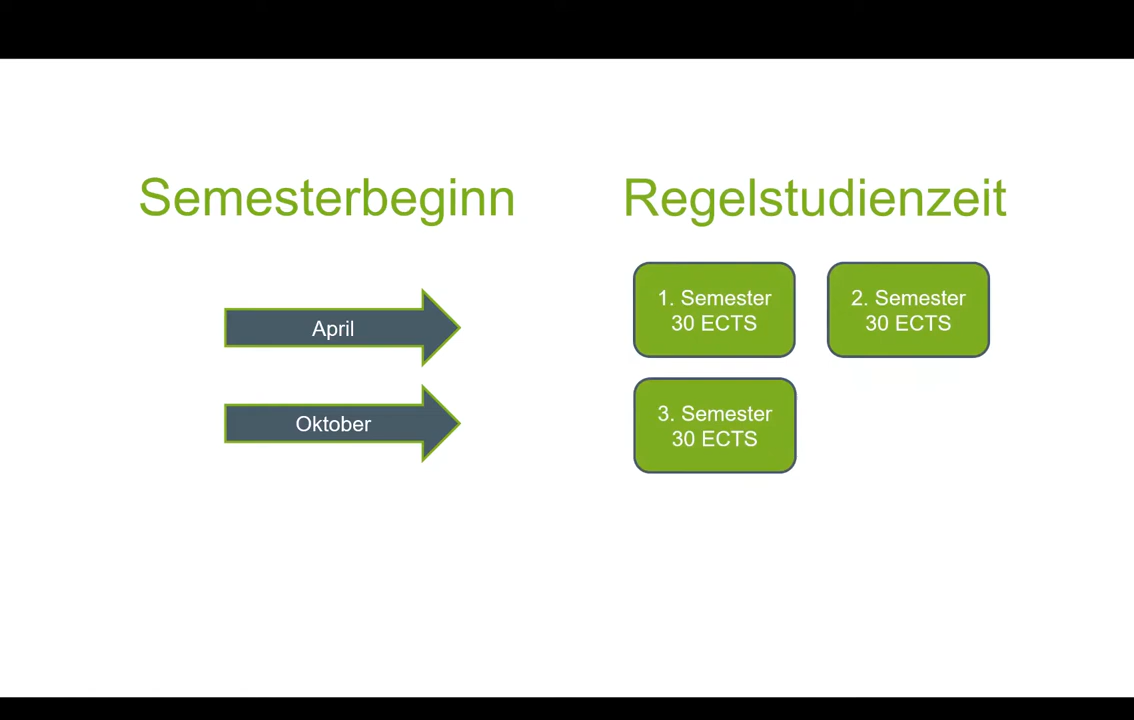 Semesterbeginn
April
Oktober
Regelstudienzeit
1. Semester
30 ECTS
2. Semester
30 ECTS
3. Semester
30 ECTS